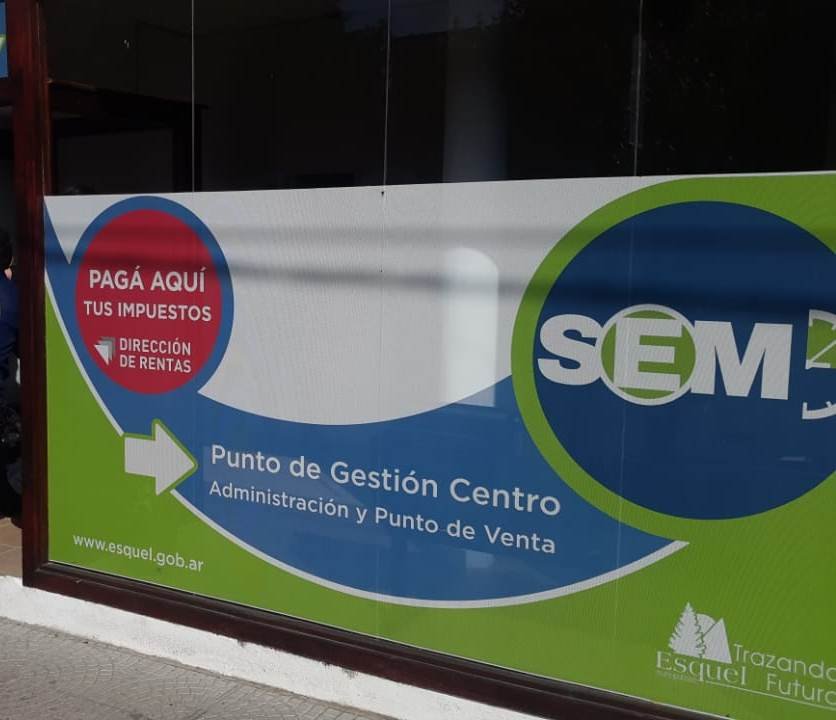 PAGÁ AQUÍ
TUS IMPUESTOS
DIRECCIÓN
DE RENTAS
SEM
Punto de Gestión Centro
Administración y Punto de Venta
www.esquel.gob.ar
Esquel
Trazando
Futuro